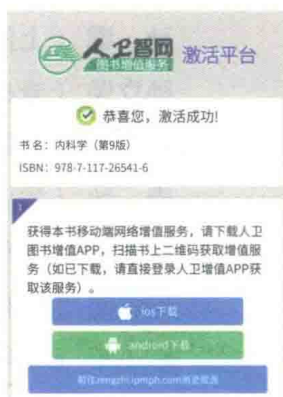 人卫智网
图书增值服务
激活平台
恭喜您，激活成功!
书名：内科学（第9版）
ISBN：978-7-117-26541-6
1
获得本书移动端网络增值服务，请下载人卫
图书增值APP，扫描书上二维码获取增值服
务（如已下载，请直接登录人卫增值APP获
取该服务）。
ios下载
android下载